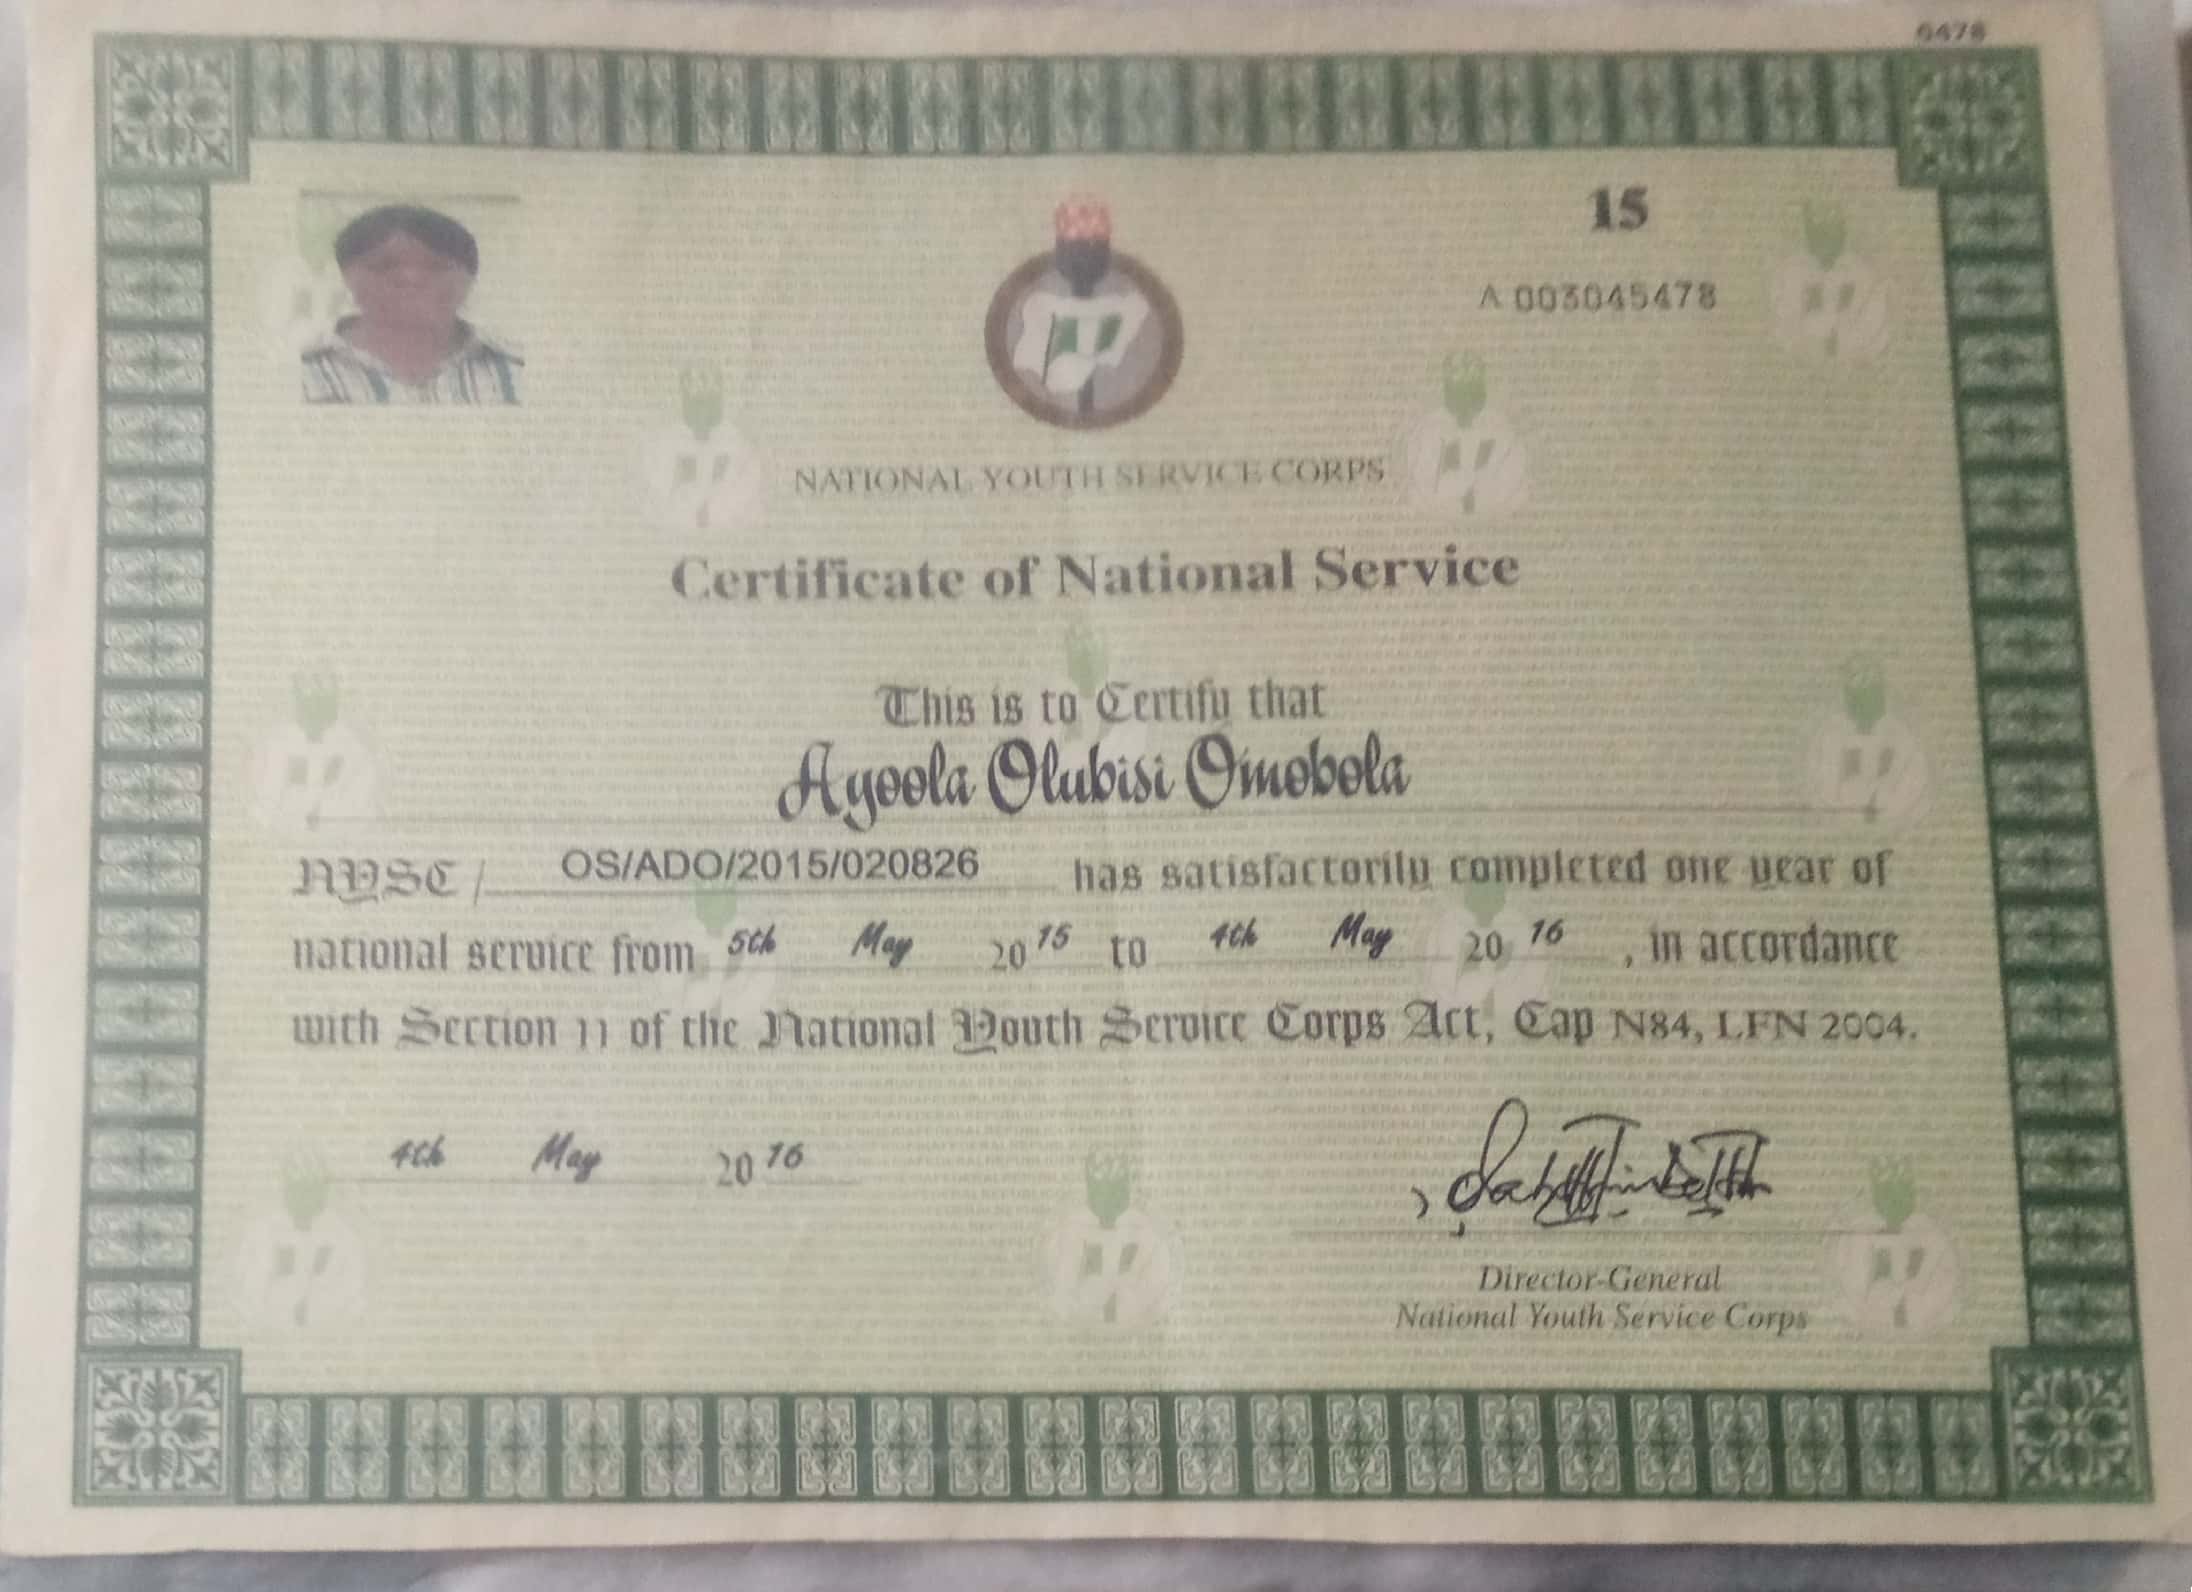 0478
15
A 003045478
NATIONAL YOUTH SERVICE CORPS
Certificate of National Service
This is to Certify that
Ayoola Olubisi Omobola
NYSC / OS/ADO/2015/020826 has satisfactorily completed one year of
national service from 5th May 2015 to 4th May 2016, in accordance
with Section 11 of the National Youth Service Corps Act, Cap N84, LFN 2004.
4th May 2016
Director-General
National Youth Service Corps